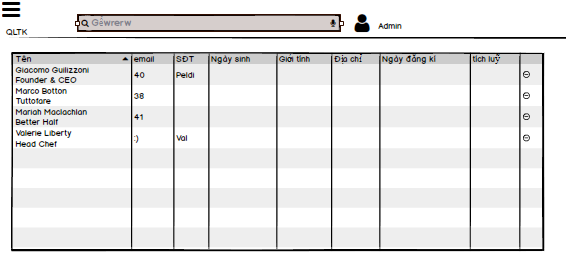 Gẻwrerw
Admin
QLTK
Tên email SĐT Ngày sinh Giới tính Địa chỉ Ngày đăng kí tích luỹ
Giacomo Guilizzoni 40 Peldi
Founder & CEO
Marco Botton 38
Tuttofare
Mariah Maclachlan 41
Better Half
Valerie Liberty :) Val
Head Chef